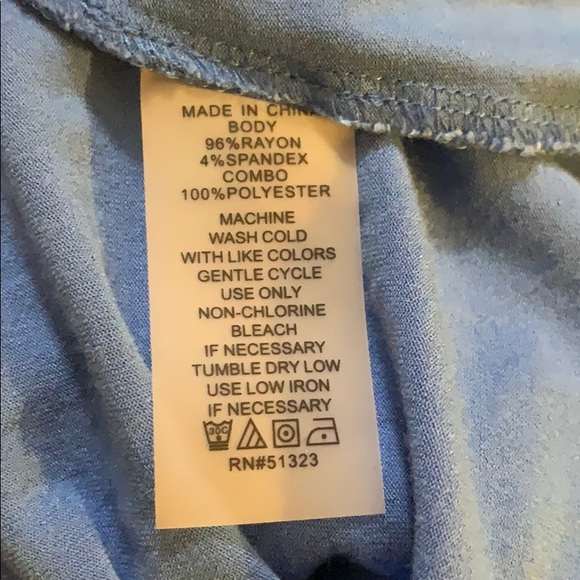 MADE IN CHINA
BODY
96%RAYON
4%SPANDEX
COMBO
100%POLYESTER
MACHINE
WASH COLD
WITH LIKE COLORS
GENTLE CYCLE
USE ONLY
NON-CHLORINE
BLEACH
IF NECESSARY
TUMBLE DRY LOW
USE LOW IRON
IF NECESSARY
30C
RN#51323